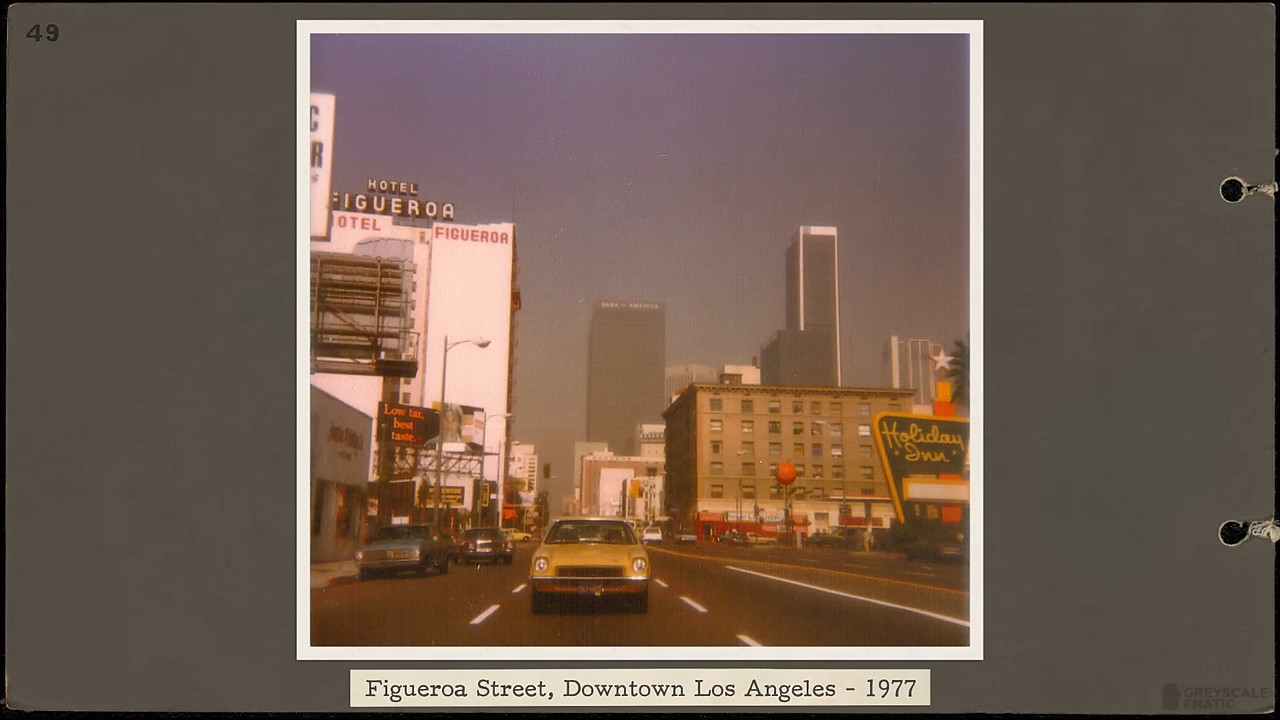 49
C
R
HOTEL
FIGUEROA
HOTEL
FIGUEROA
BANK OF AMERICA
Low tar,
best
taste.
Holiday
Inn
Figueroa Street, Downtown Los Angeles - 1977
GREYSCALE
FNATIC